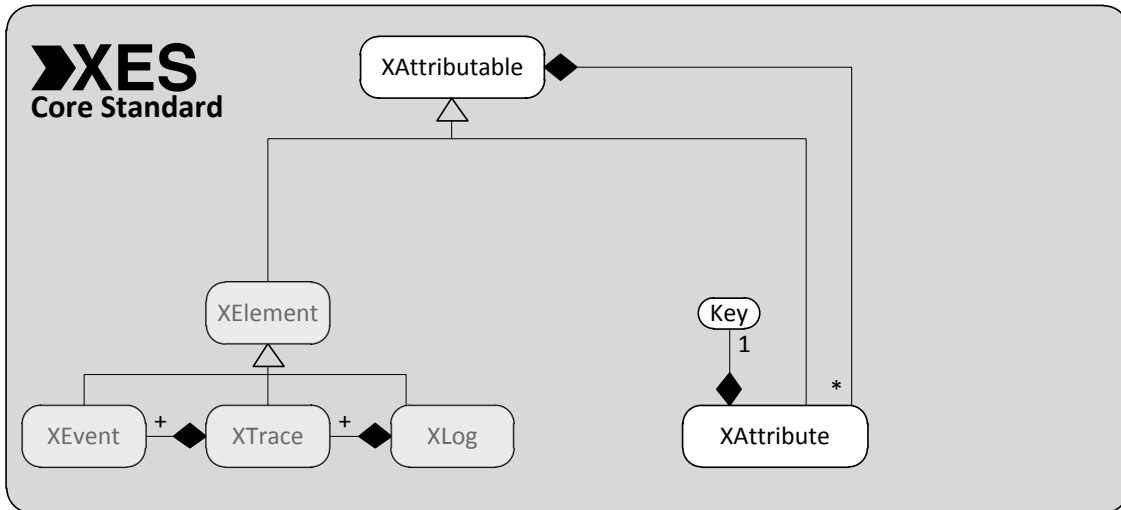 XES
Core Standard
XAttributable
XElement
Key
1
*
+
+
XEvent
XTrace
XLog
XAttribute